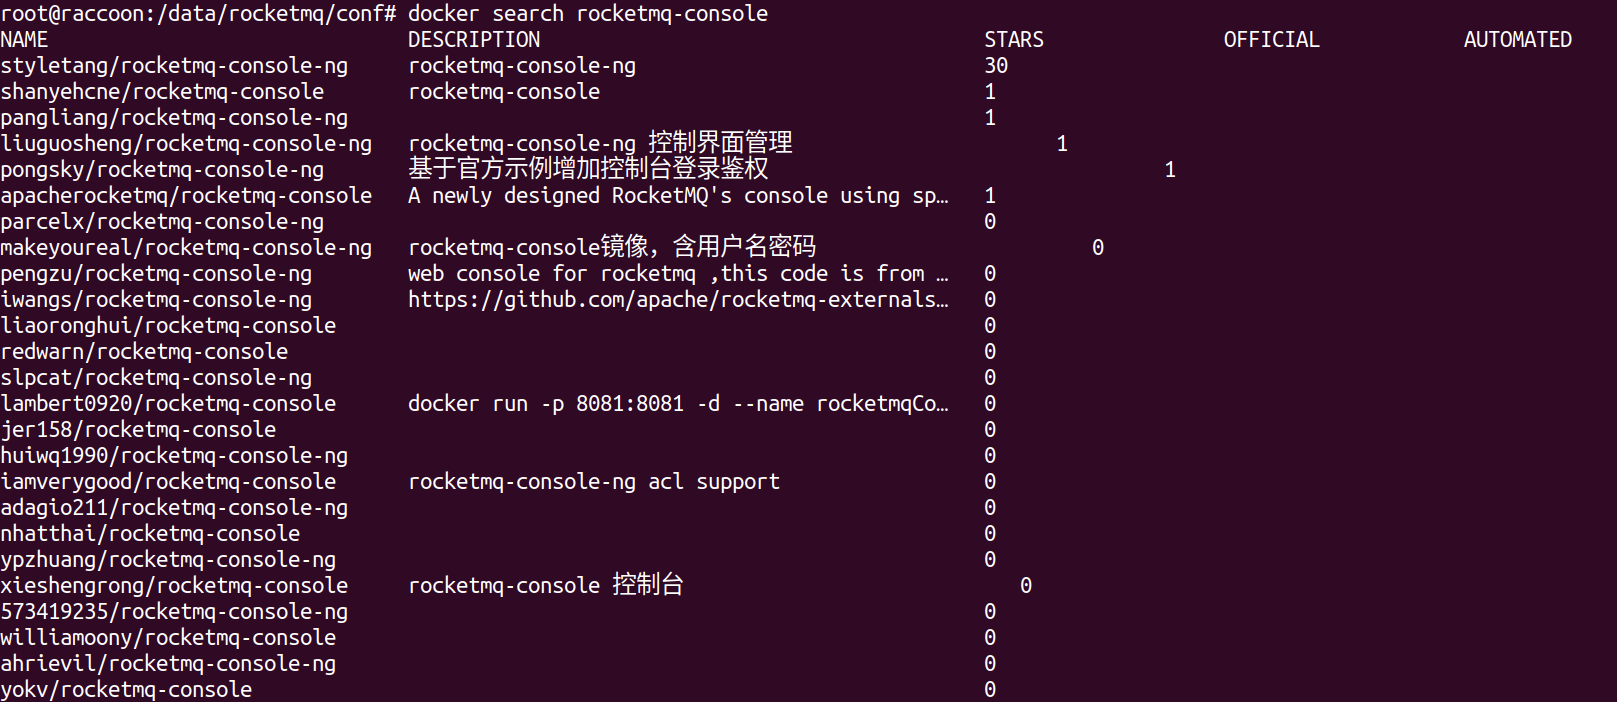 root@raccoon:/data/rocketmq/conf# docker search rocketmq-console
NAME DESCRIPTION STARS OFFICIAL AUTOMATED
styletang/rocketmq-console-ng rocketmq-console-ng 30
shanyehcne/rocketmq-console rocketmq-console 1
pangliang/rocketmq-console-ng 1
liuguosheng/rocketmq-console-ng rocketmq-console-ng 控制界面管理 1
pongsky/rocketmq-console 基于官方示例增加控制台登录鉴权 1
apacherocketmq/rocketmq-console A newly designed RocketMQ's console using sp… 1
parcelx/rocketmq-console-ng 0
makeyoureal/rocketmq-console-ng rocketmq-console镜像，含用户名密码 0
pengzu/rocketmq-console-ng web console for rocketmq ,this code is from … 0
iwangs/rocketmq-console-ng https://github.com/apache/rocketmq-externals… 0
liaoronghui/rocketmq-console 0
redwarn/rocketmq-console 0
slpcat/rocketmq-console-ng 0
lambert0920/rocketmq-console docker run -p 8081:8081 -d --name rocketmqCo… 0
jer158/rocketmq-console 0
huiwq1990/rocketmq-console-ng 0
iamverygood/rocketmq-console rocketmq-console-ng acl support 0
adagio211/rocketmq-console-ng 0
nhatthai/rocketmq-console 0
ypzhuang/rocketmq-console-ng 0
xieshengrong/rocketmq-console rocketmq-console 控制台 0
573419235/rocketmq-console-ng 0
williamoony/rocketmq-console 0
ahrievil/rocketmq-console-ng 0
yokv/rocketmq-console 0